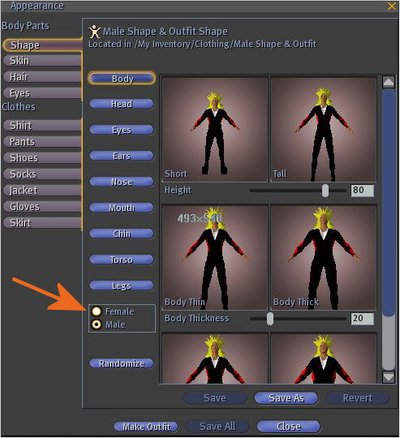 Appearance
Body Parts
Shape
Skin
Hair
Eyes
Clothes
Shirt
Pants
Shoes
Socks
Jacket
Gloves
Skirt
Male Shape & Outfit Shape
Located in /My Inventory/Clothing/Male Shape & Outfit
Body
Head
Eyes
Ears
Nose
Mouth
Chin
Torso
Legs
Female
Male
Randomize
Short
Tall
Height 80
Body Thin
Body Thick
Body Thickness 20
Save
Save As
Revert
Make Outfit
Save All
Close